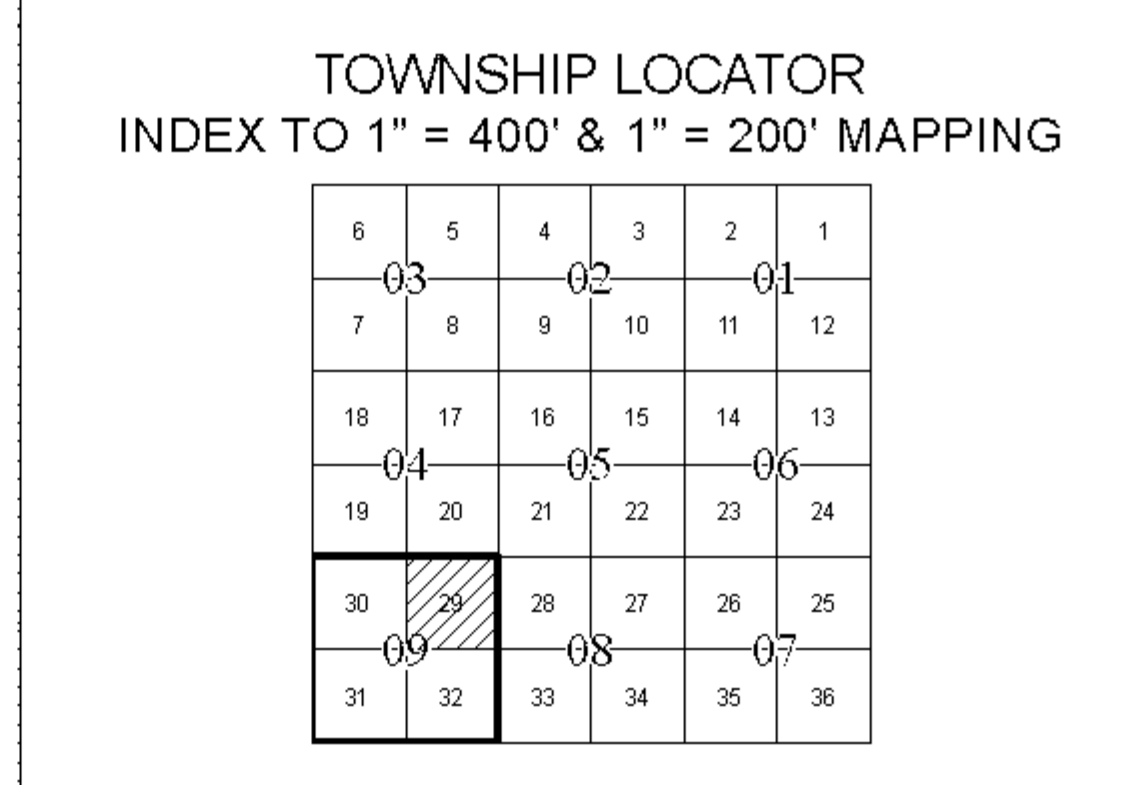 TOWNSHIP LOCATOR
INDEX TO 1” = 400' & 1” = 200' MAPPING
6 5 4 3 2 1
03 02 01
7 8 9 10 11 12
18 17 16 15 14 13
04 05 06
19 20 21 22 23 24
30 29 28 27 26 25
09 08 07
31 32 33 34 35 36